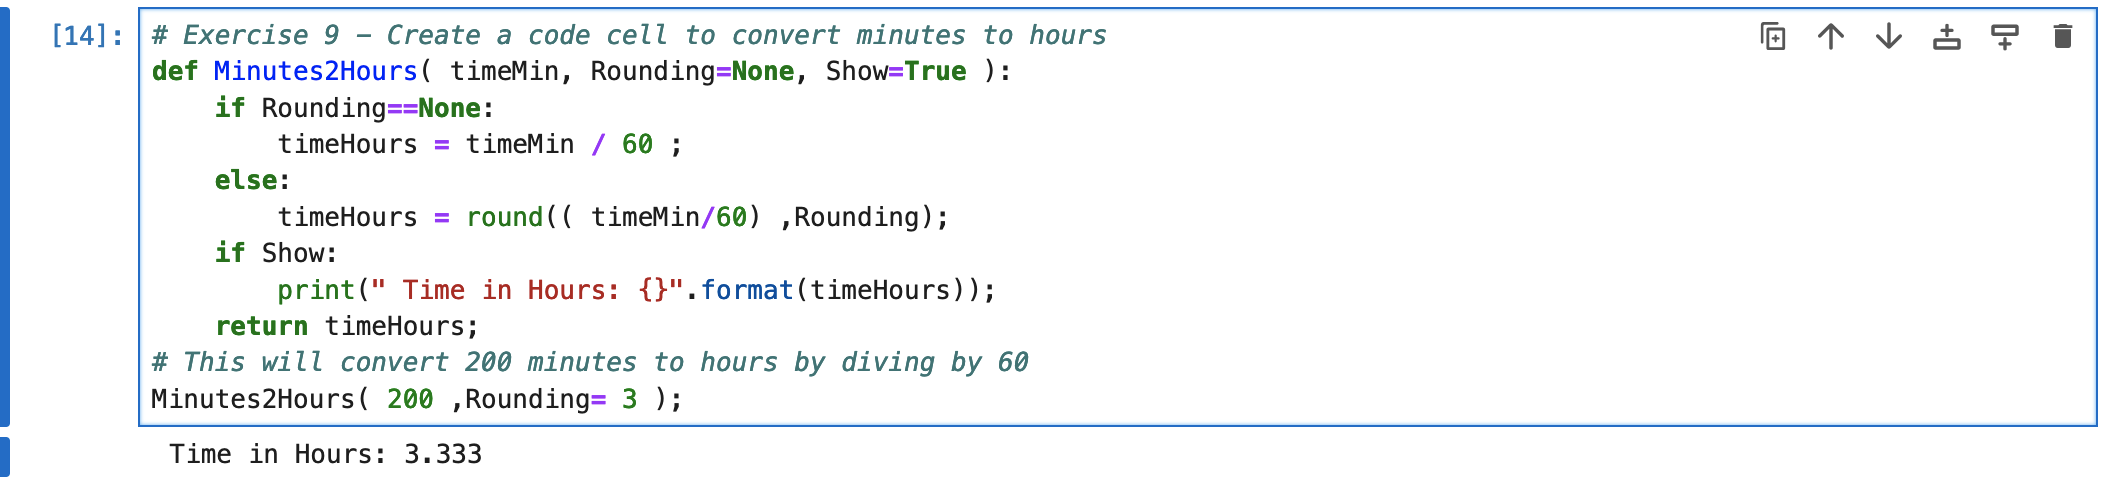 [14]:
# Exercise 9 – Create a code cell to convert minutes to hours
def Minutes2Hours( timeMin, Rounding=None, Show=True ):
    if Rounding==None:
        timeHours = timeMin / 60 ;
    else:
        timeHours = round(( timeMin/60) ,Rounding);
    if Show:
        print(" Time in Hours: {}".format(timeHours));
    return timeHours;
# This will convert 200 minutes to hours by diving by 60
Minutes2Hours( 200 ,Rounding= 3 );
 Time in Hours: 3.333